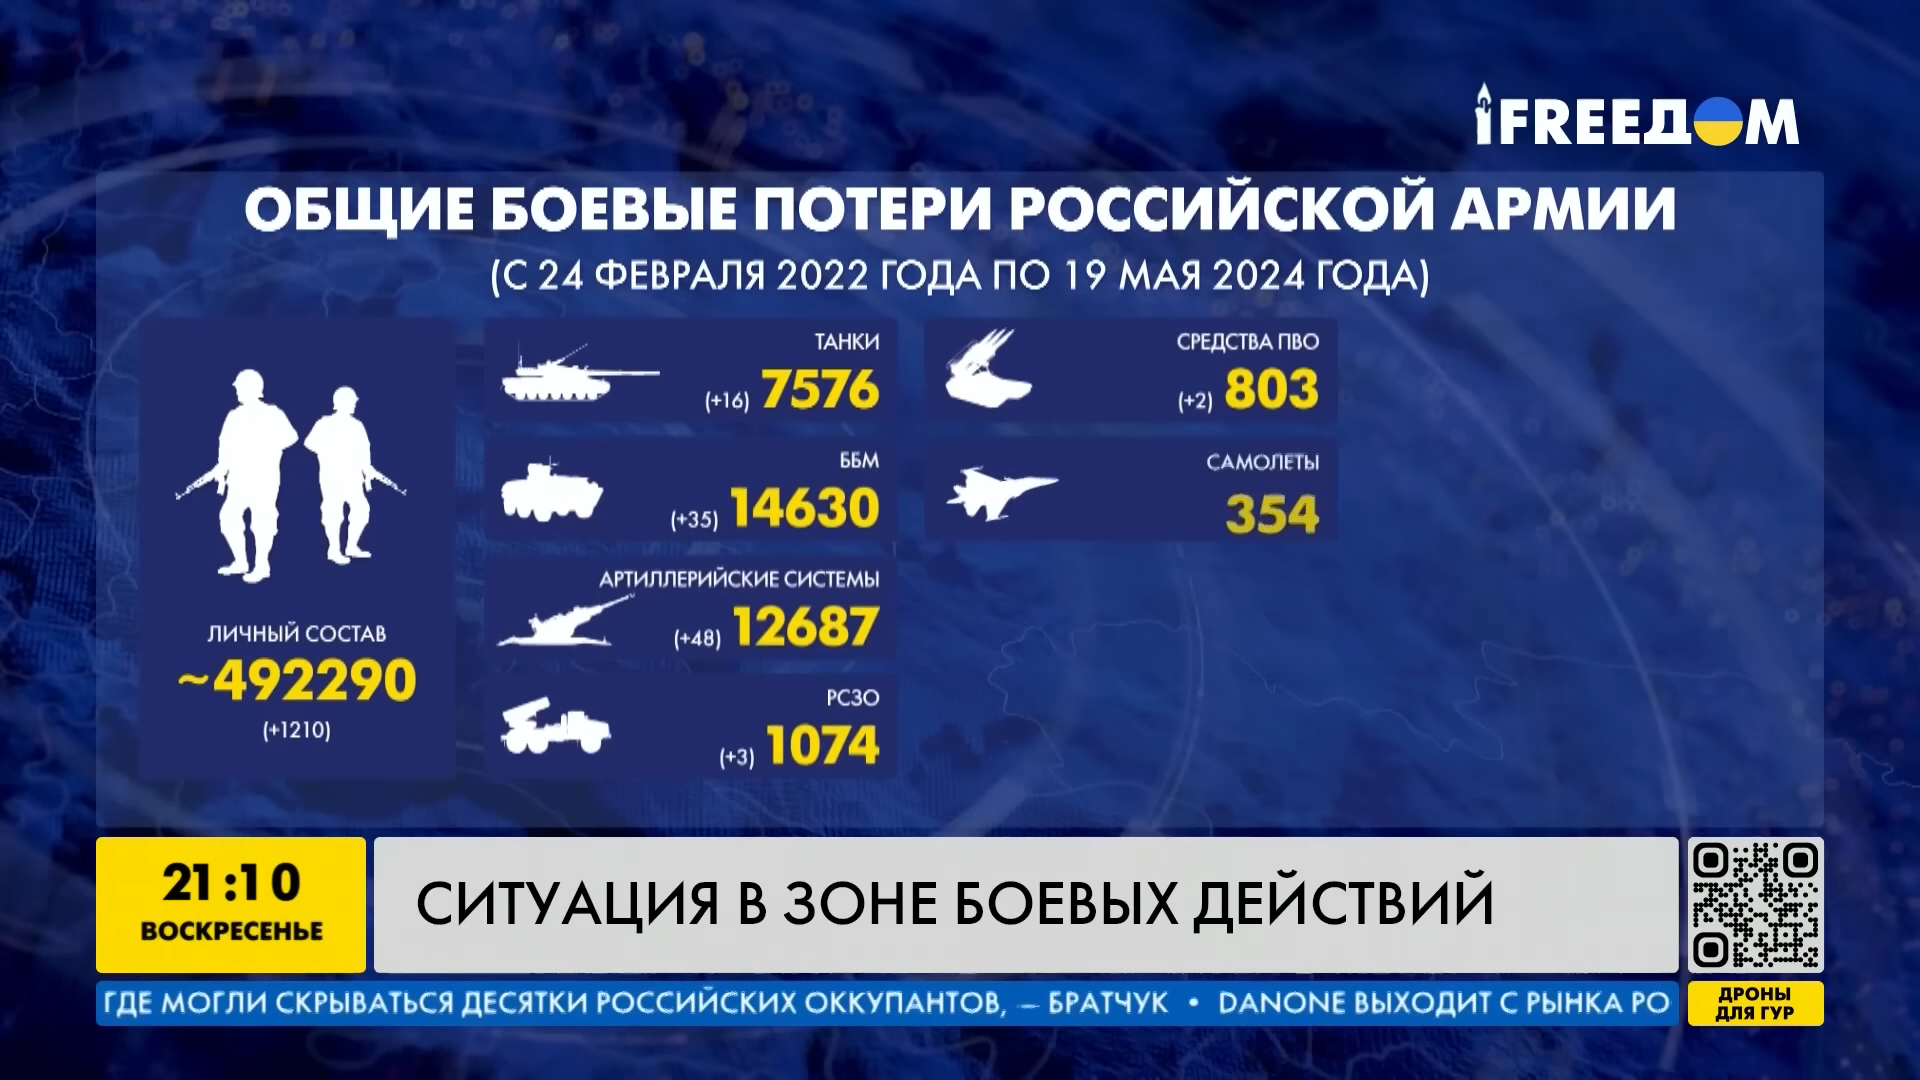 FREEДOM
ОБЩИЕ БОЕВЫЕ ПОТЕРИ РОССИЙСКОЙ АРМИИ
(С 24 ФЕВРАЛЯ 2022 ГОДА ПО 19 МАЯ 2024 ГОДА)
ЛИЧНЫЙ СОСТАВ
~492290
(+1210)
ТАНКИ
(+16) 7576
ББМ
(+35) 14630
АРТИЛЛЕРИЙСКИЕ СИСТЕМЫ
(+48) 12687
РСЗО
(+3) 1074
СРЕДСТВА ПВО
(+2) 803
САМОЛЕТЫ
354
21:10
ВОСКРЕСЕНЬЕ
СИТУАЦИЯ В ЗОНЕ БОЕВЫХ ДЕЙСТВИЙ
ГДЕ МОГЛИ СКРЫВАТЬСЯ ДЕСЯТКИ РОССИЙСКИХ ОККУПАНТОВ, — БРАТЧУК • DANONE ВЫХОДИТ С РЫНКА РО
ДРОНЫ
ДЛЯ ГУР